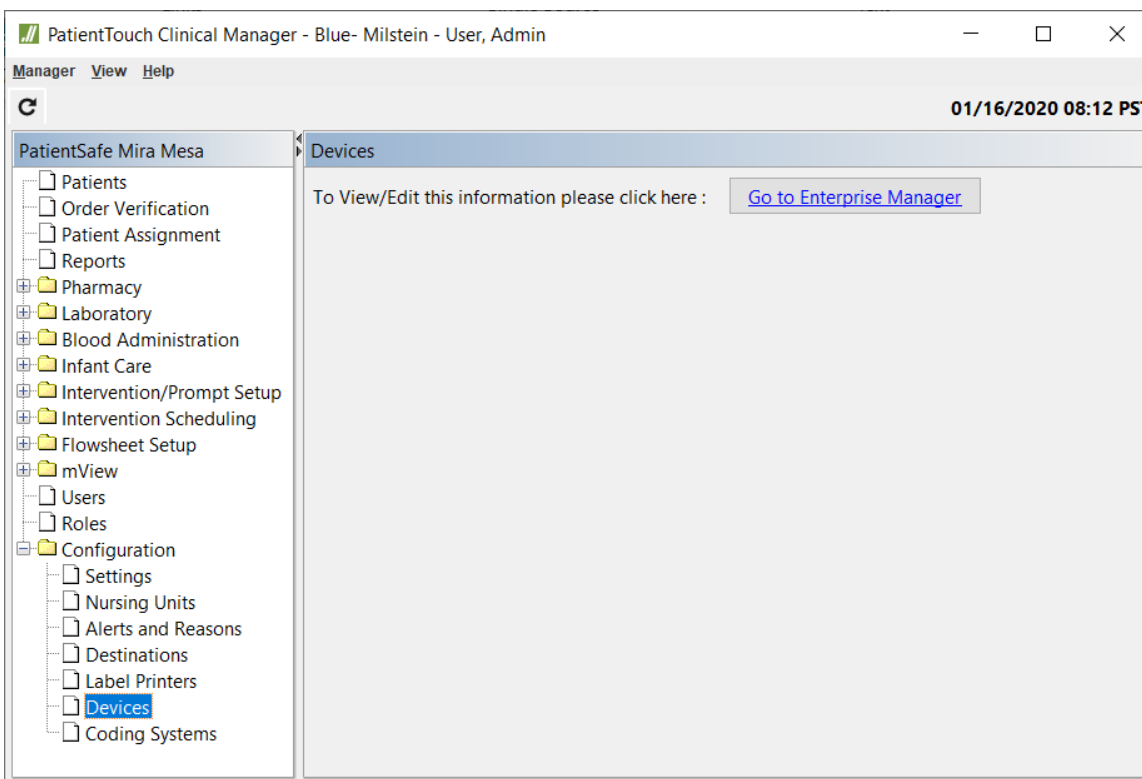 PatientTouch Clinical Manager - Blue- Milstein - User, Admin
Manager View Help
01/16/2020 08:12 PST
PatientSafe Mira Mesa
Patients
Order Verification
Patient Assignment
Reports
Pharmacy
Laboratory
Blood Administration
Infant Care
Intervention/Prompt Setup
Intervention Scheduling
Flowsheet Setup
mView
Users
Roles
Configuration
Settings
Nursing Units
Alerts and Reasons
Destinations
Label Printers
Devices
Coding Systems
Devices
To View/Edit this information please click here : Go to Enterprise Manager